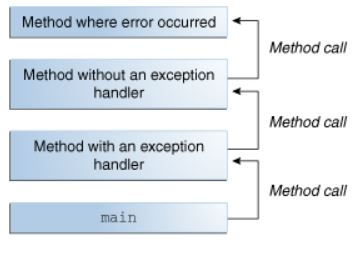 Method where error occurred
Method call
Method without an exception
handler
Method call
Method with an exception
handler
Method call
main